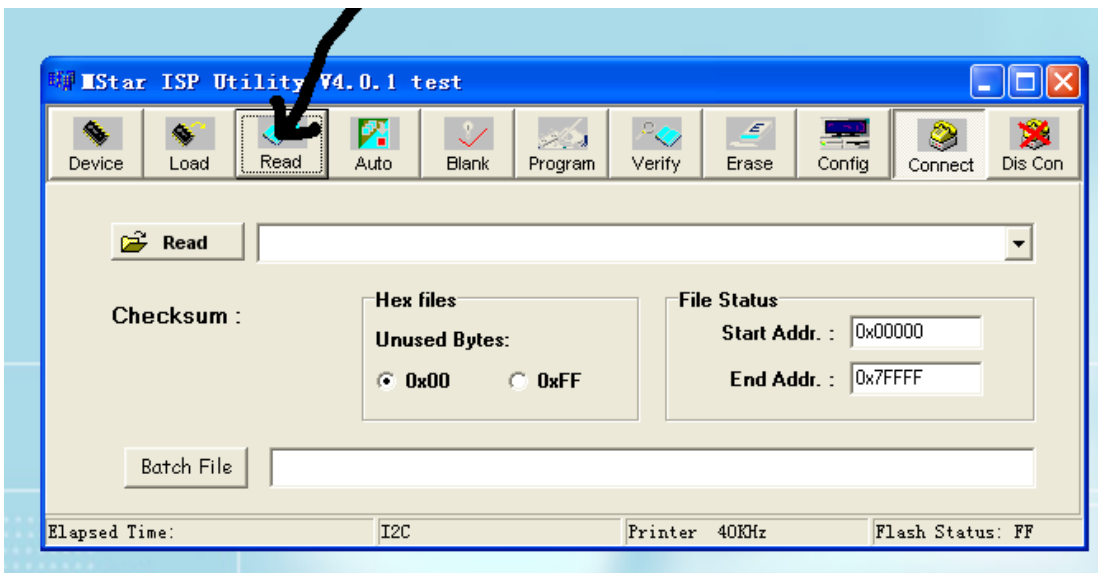 MStar ISP Utility V4.0.1 test
Device Load Read Auto Blank Program Verify Erase Config Connect Dis Con
Read
Checksum :
Hex files
Unused Bytes:
0x00 0xFF
File Status
Start Addr. : 0x00000
End Addr. : 0x7FFFF
Batch File
Elapsed Time: I2C Printer 40KHz Flash Status: FF